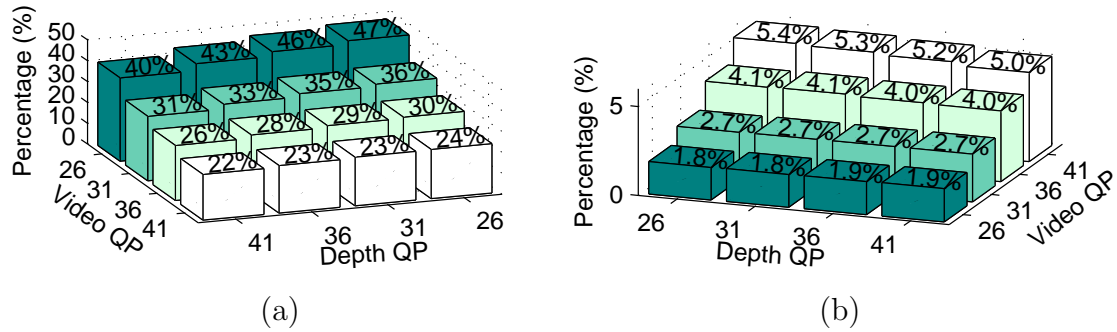 Percentage (%)
50
40
30
20
10
0
40% 43% 46% 47%
31% 33% 35% 36%
26% 28% 29% 30%
22% 23% 23% 24%
26
31
36
41
Video QP
41
36
31
26
Depth QP
(a)
Percentage (%)
5
0
5.4% 5.3% 5.2% 5.0%
4.1% 4.1% 4.0% 4.0%
2.7% 2.7% 2.7% 2.7%
1.8% 1.8% 1.9% 1.9%
26
31
36
41
Depth QP
41
36
31
26
Video QP
(b)